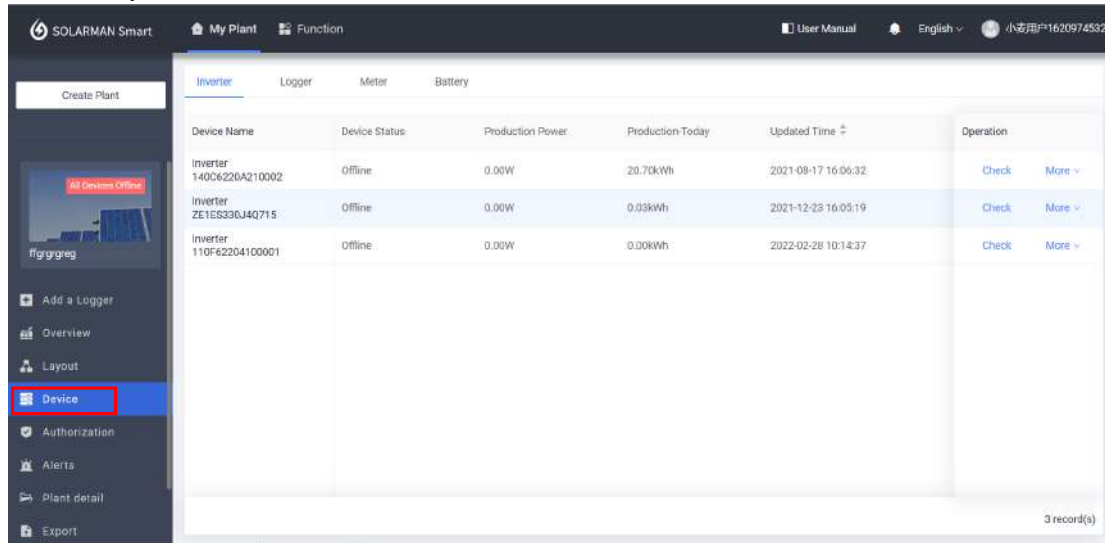 SOLARMAN Smart
My Plant
Function
User Manual
English
小麦用户1620974532
Create Plant
All Devices Offline
ffgrgrgreg
Add a Logger
Overview
Layout
Device
Authorization
Alerts
Plant detail
Export
Inverter Logger Meter Battery
Device Name Device Status Production Power Production-Today Updated Time Operation
Inverter
140C6220A210002 Offline 0.00W 20.70kWh 2021-08-17 16:06:32 Check More
Inverter
ZE1ES330J4Q715 Offline 0.00W 0.03kWh 2021-12-23 16:05:19 Check More
Inverter
110F62204100001 Offline 0.00W 0.00kWh 2022-02-28 10:14:37 Check More
3 record(s)